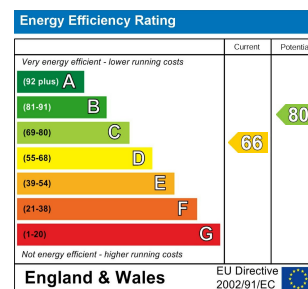 Energy Efficiency Rating
Current
Potentia
Very energy efficient - lower running costs
(92 plus) A
(81-91) B
80
(69-80) C
66
(55-68) D
(39-54) E
(21-38) F
(1-20) G
Not energy efficient - higher running costs
England & Wales
EU Directive
2002/91/EC